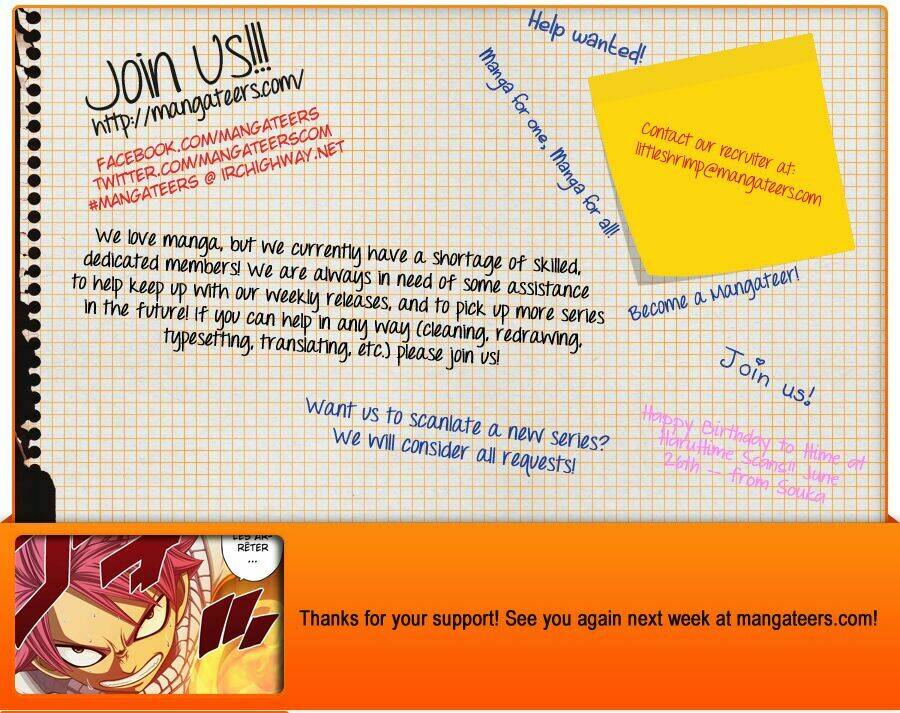 Join Us!!!
http://mangateers.com/
FACEBOOK.COM/MANGATEERS
TWITTER.COM/MANGATEERSCOM
#MANGATEERS @ IRCHIGHWAY.NET
Help wanted!
Manga for one, Manga for all!
Contact our recruiter at:
littleshrimp@mangateers.com
We love manga, but we currently have a shortage of skilled,
dedicated members! We are always in need of some assistance
to help keep up with our weekly releases, and to pick up more series
in the future! If you can help in any way (cleaning, redrawing,
typesetting, translating, etc.) please join us!
Become a Mangateer!
Join us!
Want us to scanlate a new series?
We will consider all requests!
Happy Birthday to Hime at
HaruHime Scans!! June
26th – from Souka
LES AR-
RÊTER
...
Thanks for your support! See you again next week at mangateers.com!